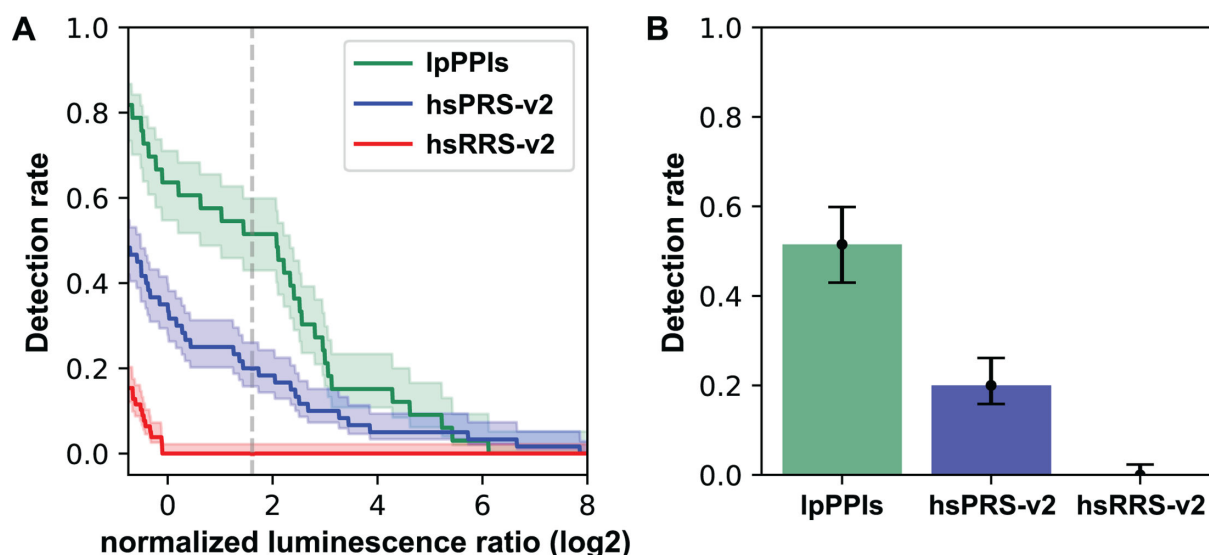 A
Detection rate
1.0
0.8
0.6
0.4
0.2
0.0
lpPPIs
hsPRS-v2
hsRRS-v2
0
2
4
6
8
normalized luminescence ratio (log2)
B
Detection rate
1.0
0.8
0.6
0.4
0.2
0.0
lpPPIs
hsPRS-v2
hsRRS-v2